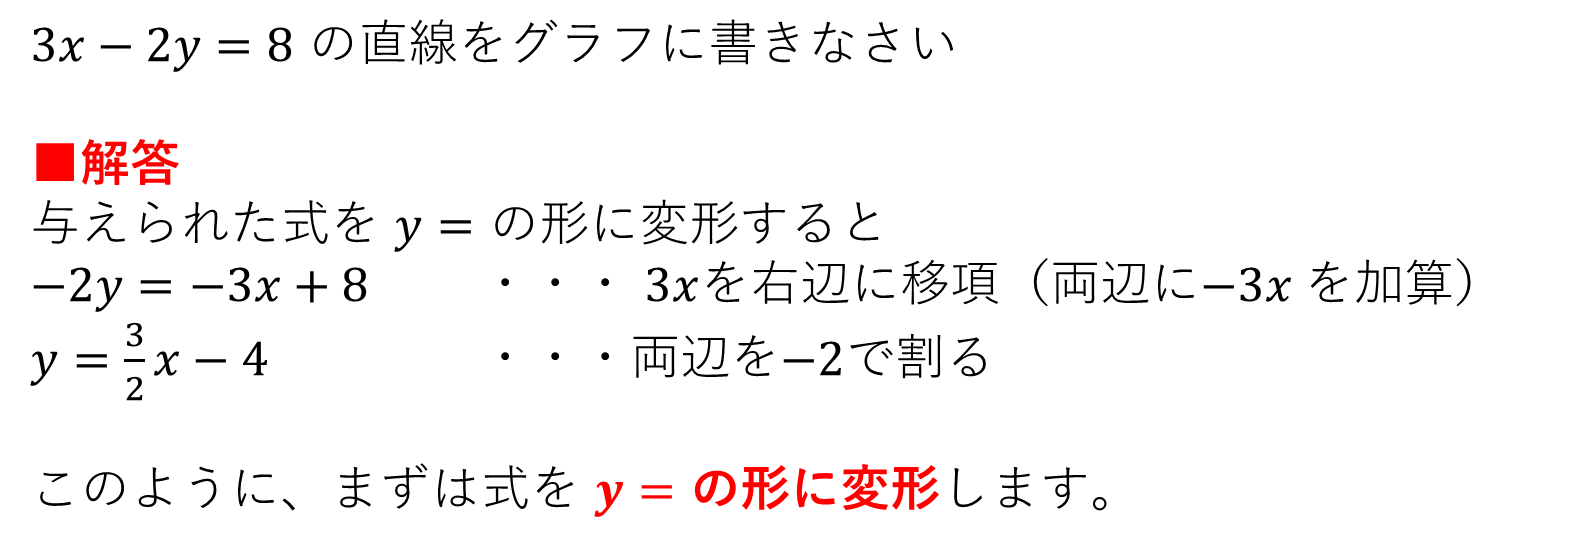 3x − 2y = 8 の直線をグラフに書きなさい
■解答
与えられた式を y = の形に変形すると
−2y = −3x + 8 ・・・ 3xを右辺に移項（両辺に−3x を加算）
y = 3/2 x − 4 ・・・両辺を−2で割る
このように、まずは式を y = の形に変形します。